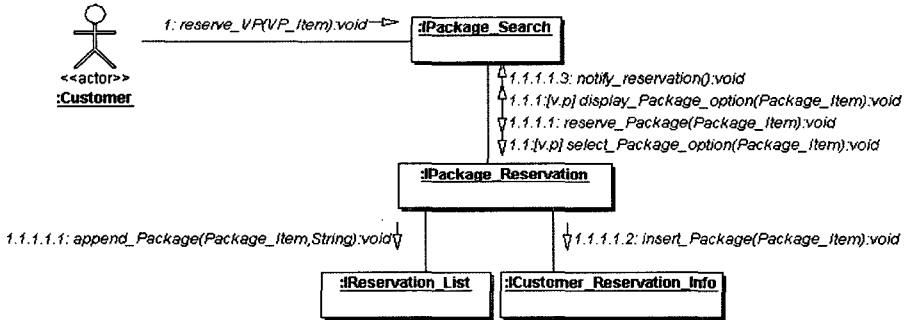 1: reserve_VP(VP_Item):void
:IPackage_Search
<<actor>>
:Customer
1.1.1.1.3: notify_reservation():void
1.1.1:[v.p] display_Package_option(Package_Item):void
1.1.1.1: reserve_Package(Package_Item):void
1.1:[v.p] select_Package_option(Package_Item):void
:IPackage_Reservation
1.1.1.1.1: append_Package(Package_Item,String):void
1.1.1.1.2: insert_Package(Package_Item):void
:IReservation_List
:ICustomer_Reservation_Info